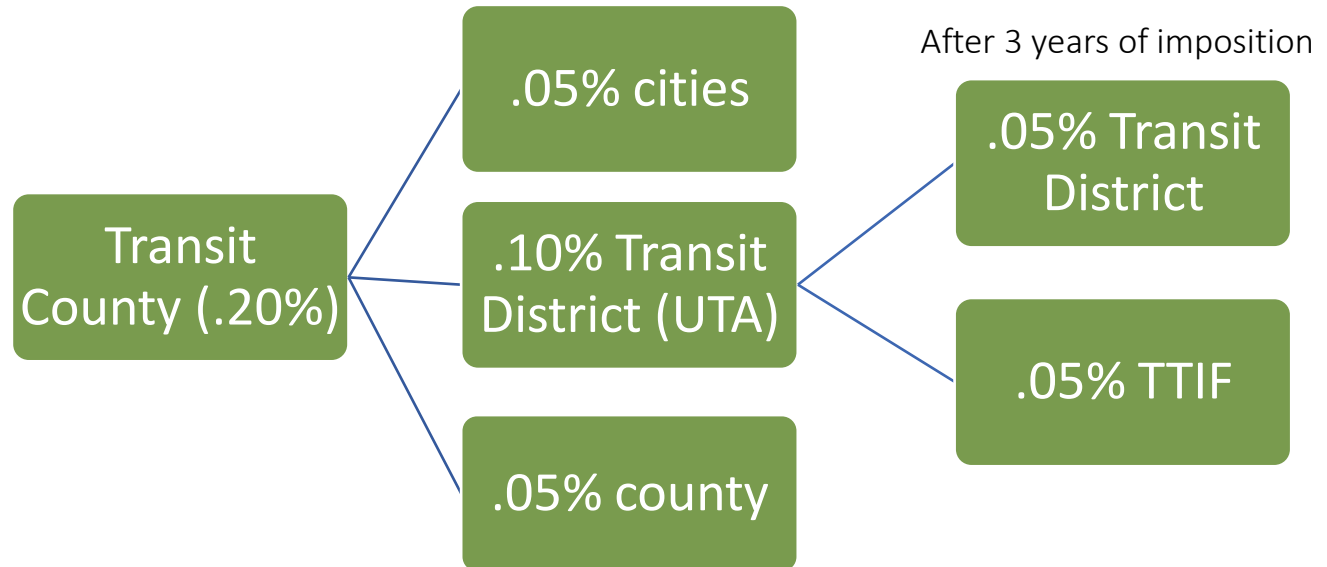 Transit
County (.20%)
.05% cities
.10% Transit
District (UTA)
.05% county
After 3 years of imposition
.05% Transit
District
.05% TTIF